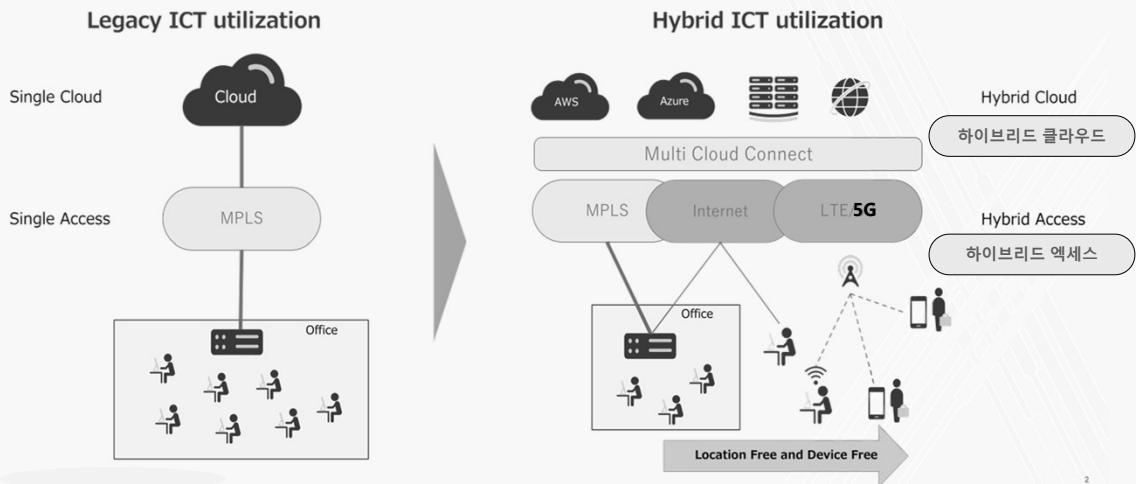 Legacy ICT utilization
Single Cloud
Cloud
Single Access
MPLS
Office
Hybrid ICT utilization
AWS
Azure
Hybrid Cloud
하이브리드 클라우드
Multi Cloud Connect
MPLS
Internet
LTE/5G
Hybrid Access
하이브리드 엑세스
Office
Location Free and Device Free
2